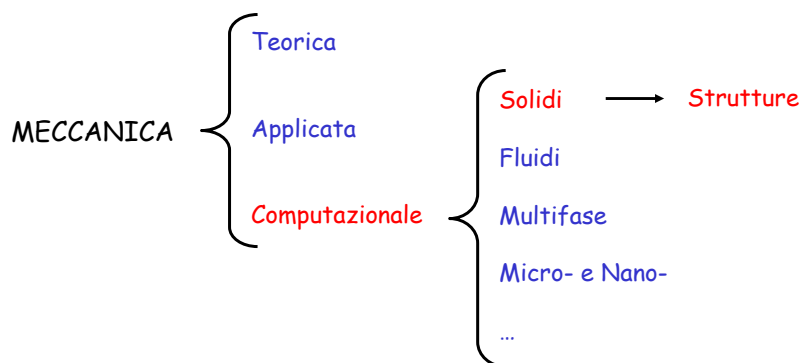 Teorica
MECCANICA
Applicata
Computazionale
Solidi
Strutture
Fluidi
Multifase
Micro- e Nano-
...